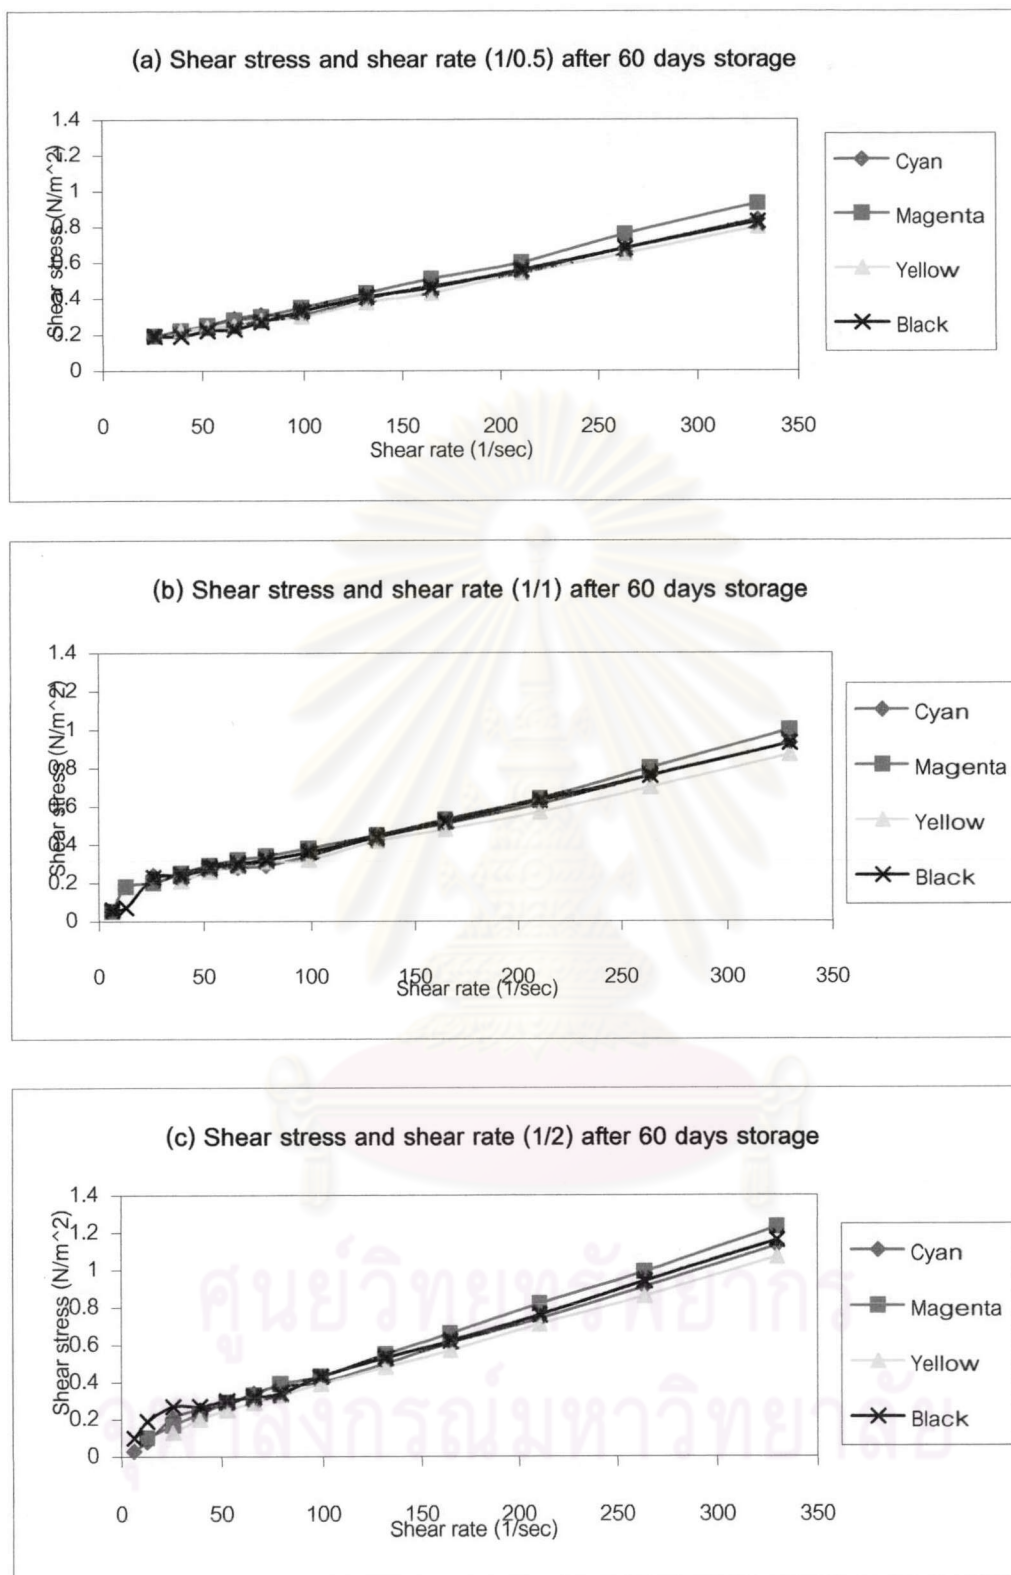 (a) Shear stress and shear rate (1/0.5) after 60 days storage
Shear stress (N/m^2)
1.4
1.2
1
0.8
0.6
0.4
0.2
0
0 50 100 150 200 250 300 350
Shear rate (1/sec)
Cyan
Magenta
Yellow
Black
(b) Shear stress and shear rate (1/1) after 60 days storage
Shear stress (N/m^2)
1.4
1.2
1
0.8
0.6
0.4
0.2
0
0 50 100 150 200 250 300 350
Shear rate (1/sec)
Cyan
Magenta
Yellow
Black
(c) Shear stress and shear rate (1/2) after 60 days storage
Shear stress (N/m^2)
1.4
1.2
1
0.8
0.6
0.4
0.2
0
0 50 100 150 200 250 300 350
Shear rate (1/sec)
Cyan
Magenta
Yellow
Black
ศูนย์วิทยทรัพยากร
จุฬาลงกรณ์มหาวิทยาลัย